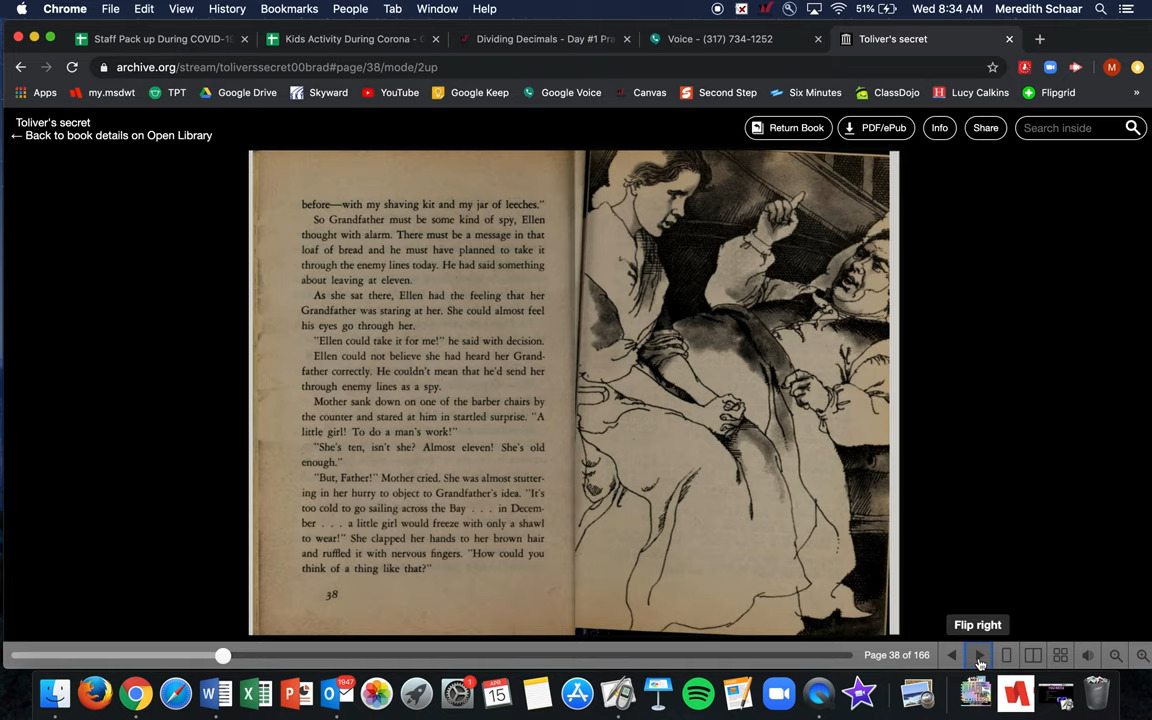 Chrome File Edit View History Bookmarks People Tab Window Help 51% Wed 8:34 AM Meredith Schaar
Staff Pack up During COVID-19 Kids Activity During Corona - G Dividing Decimals - Day #1 Pra Voice - (317) 734-1252 Toliver's secret
archive.org/stream/toliverssecret00brad#page/38/mode/2up
Apps my.msdwt TPT Google Drive Skyward YouTube Google Keep Google Voice Canvas Second Step Six Minutes ClassDojo Lucy Calkins Flipgrid »
Toliver's secret
← Back to book details on Open Library
Return Book PDF/ePub Info Share Search inside
before—with my shaving kit and my jar of leeches."
So Grandfather must be some kind of spy, Ellen
thought with alarm. There must be a message in that
loaf of bread and he must have planned to take it
through the enemy lines today. He had said something
about leaving at eleven.
As she sat there, Ellen had the feeling that her
Grandfather was staring at her. She could almost feel
his eyes go through her.
"Ellen could take it for me!" he said with decision.
Ellen could not believe she had heard her Grand-
father correctly. He couldn't mean that he'd send her
through enemy lines as a spy.
Mother sank down on one of the barber chairs by
the counter and stared at him in startled surprise. "A
little girl! To do a man's work!"
"She's ten, isn't she? Almost eleven! She's old
enough."
"But, Father!" Mother cried. She was almost stutter-
ing in her hurry to object to Grandfather's idea. "It's
too cold to go sailing across the Bay . . . in Decem-
ber . . . a little girl would freeze with only a shawl
to wear!" She clapped her hands to her brown hair
and ruffled it with nervous fingers. "How could you
think of a thing like that?"
38
Flip right
Page 38 of 166
1947
APR
15